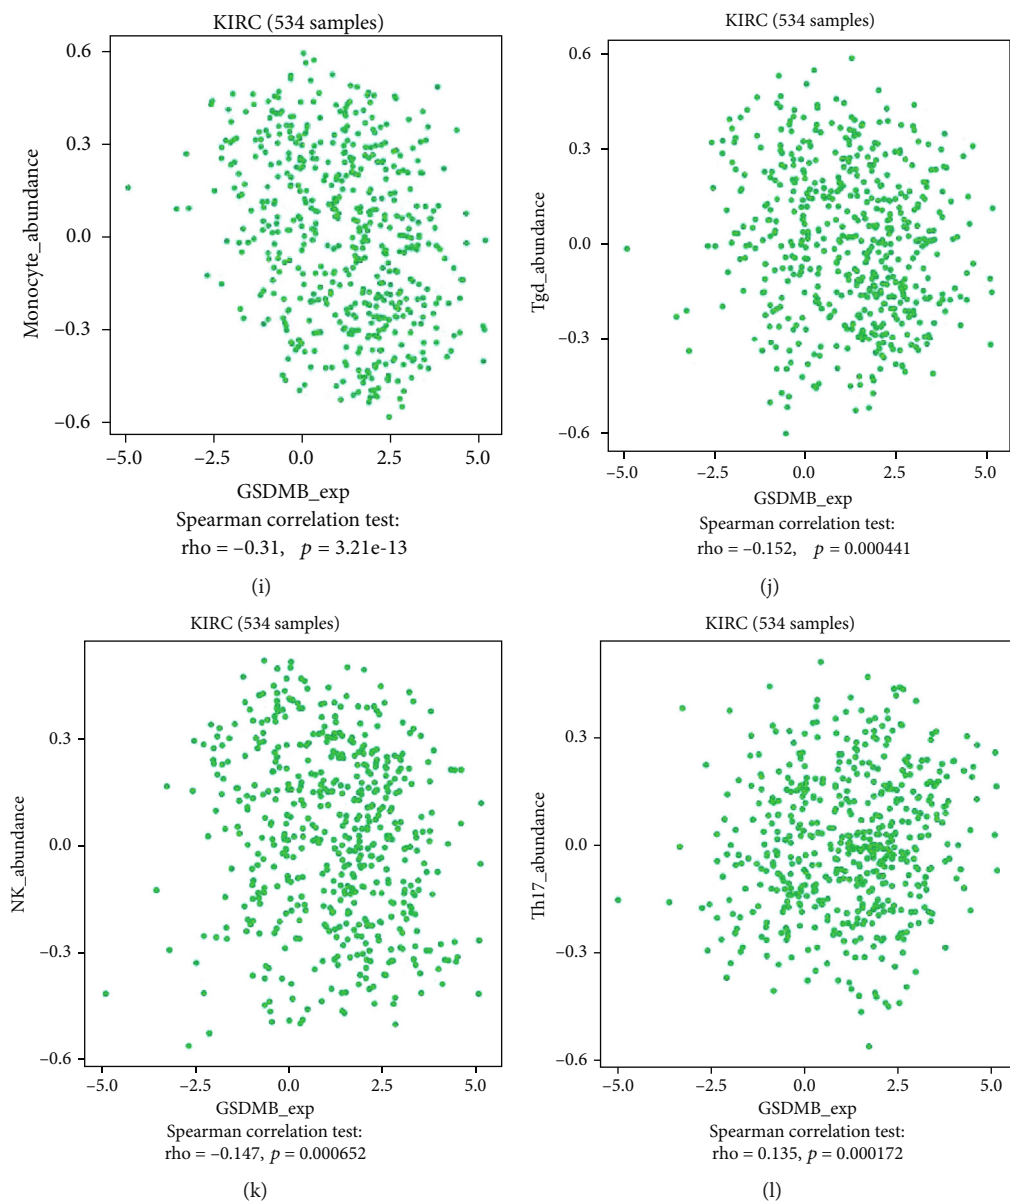 KIRC (534 samples)
0.6
0.3
0.0
–0.3
–0.6
Monocyte_abundance
–5.0 –2.5 0.0 2.5 5.0
GSDMB_exp
Spearman correlation test:
rho = –0.31, p = 3.21e-13
(i)
KIRC (534 samples)
0.6
0.3
0.0
–0.3
–0.6
Tgd_abundance
–5.0 –2.5 0.0 2.5 5.0
GSDMB_exp
Spearman correlation test:
rho = –0.152, p = 0.000441
(j)
KIRC (534 samples)
0.3
0.0
–0.3
–0.6
NK_abundance
–5.0 –2.5 0.0 2.5 5.0
GSDMB_exp
Spearman correlation test:
rho = –0.147, p = 0.000652
(k)
KIRC (534 samples)
0.3
0.0
–0.3
–0.6
Th17_abundance
–5.0 –2.5 0.0 2.5 5.0
GSDMB_exp
Spearman correlation test:
rho = 0.135, p = 0.000172
(l)